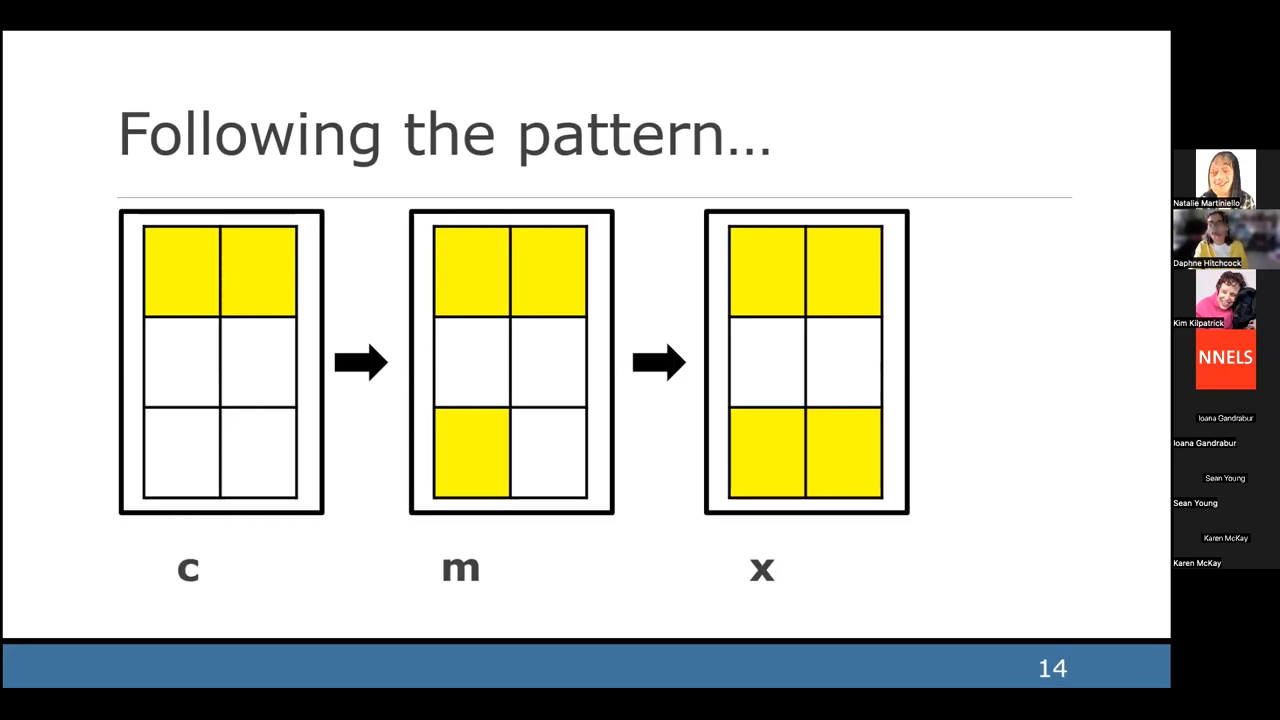 Following the pattern...
c
m
x
14
Natalie Martiniello
Daphne Hitchcock
Kim Kilpatrick
NNELS
Ioana Gandrabur
Ioana Gandrabur
Sean Young
Sean Young
Karen McKay
Karen McKay